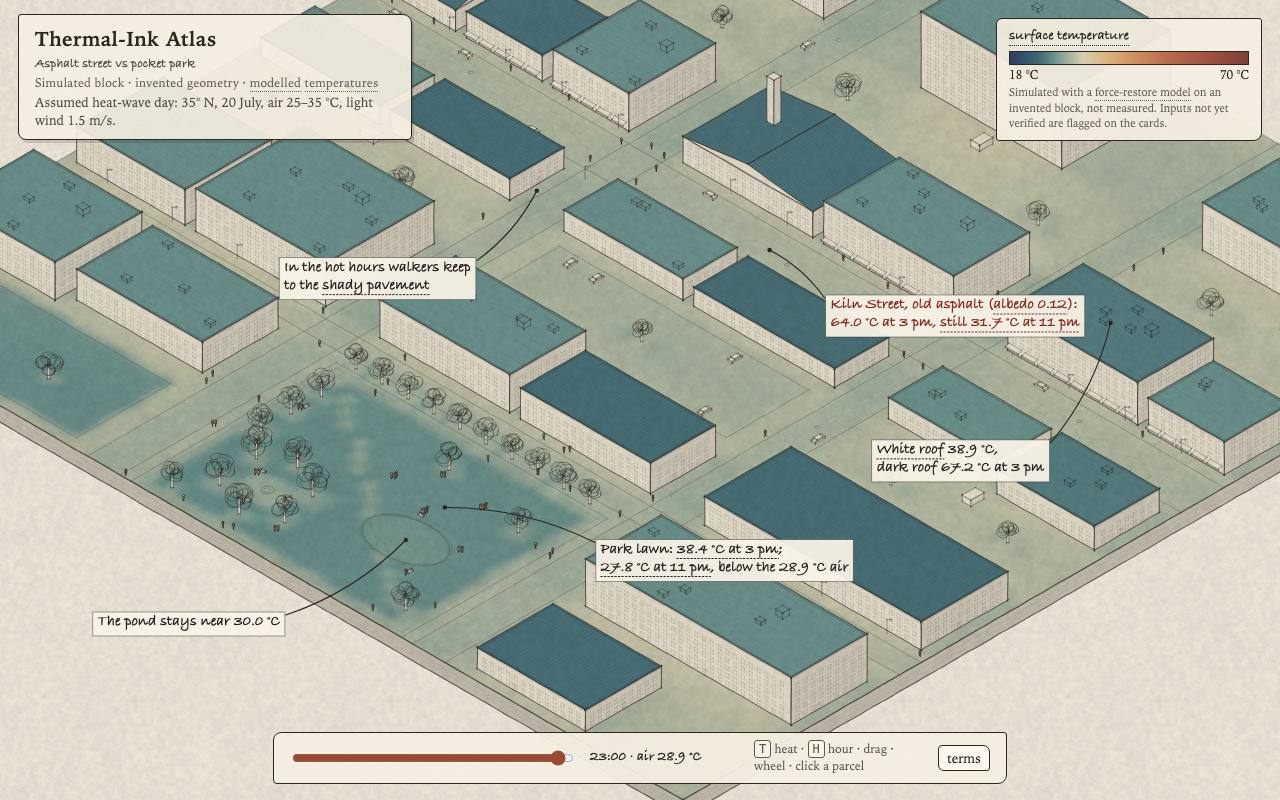 Thermal-Ink Atlas
Asphalt street vs pocket park
Simulated block · invented geometry · modelled temperatures
Assumed heat-wave day: 35° N, 20 July, air 25–35 °C, light
wind 1.5 m/s.
surface temperature
18 °C 70 °C
Simulated with a force-restore model on an
invented block, not measured. Inputs not yet
verified are flagged on the cards.
In the hot hours walkers keep
to the shady pavement
Kiln Street, old asphalt (albedo 0.12):
64.0 °C at 3 pm, still 31.7 °C at 11 pm
White roof 38.9 °C,
dark roof 67.2 °C at 3 pm
Park lawn: 38.4 °C at 3 pm;
27.8 °C at 11 pm, below the 28.9 °C air
The pond stays near 30.0 °C
23:00 · air 28.9 °C
T heat · H hour · drag ·
wheel · click a parcel
terms